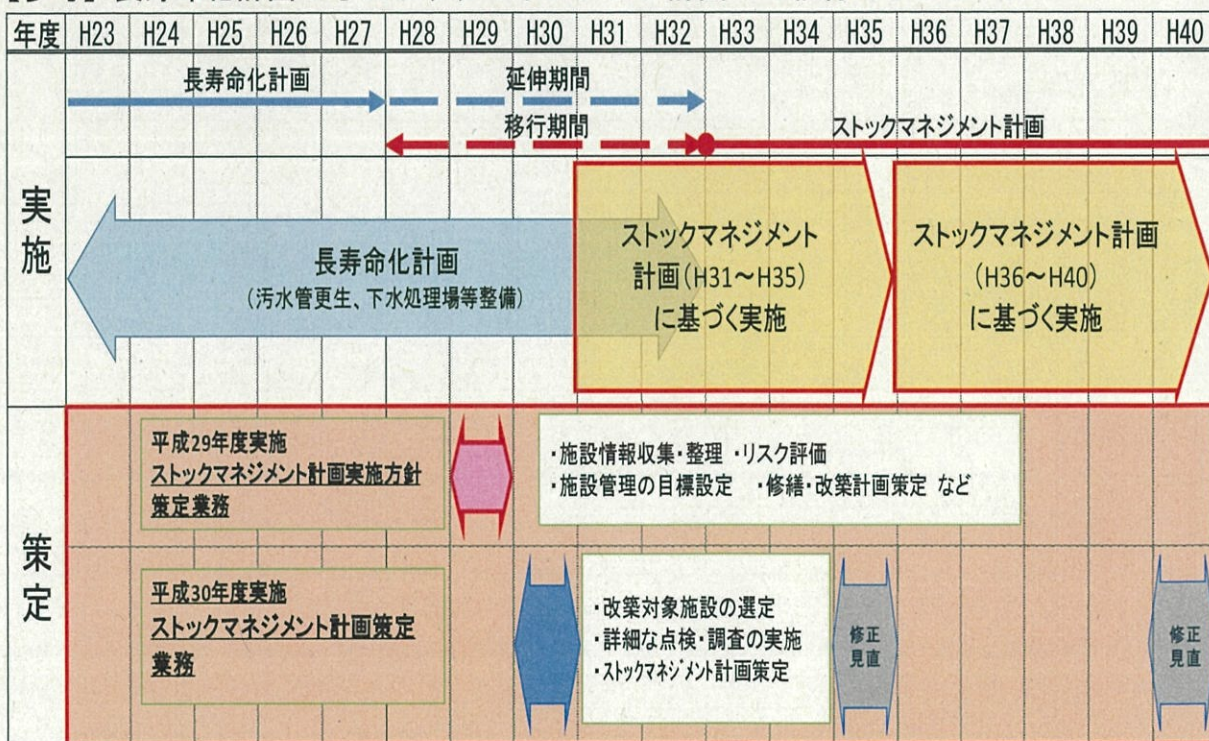 年度 H23 H24 H25 H26 H27 H28 H29 H30 H31 H32 H33 H34 H35 H36 H37 H38 H39 H40
長寿命化計画
延伸期間
移行期間
ストックマネジメント計画
実施
長寿命化計画
(汚水管更生、下水処理場等整備)
ストックマネジメント
計画(H31～H35)
に基づく実施
ストックマネジメント計画
(H36～H40)
に基づく実施
策定
平成29年度実施
ストックマネジメント計画実施方針
策定業務
・施設情報収集・整理 ・リスク評価
・施設管理の目標設定 ・修繕・改築計画策定 など
平成30年度実施
ストックマネジメント計画策定
業務
・改築対象施設の選定
・詳細な点検・調査の実施
・ストックマネジメント計画策定
修正
見直
修正
見直